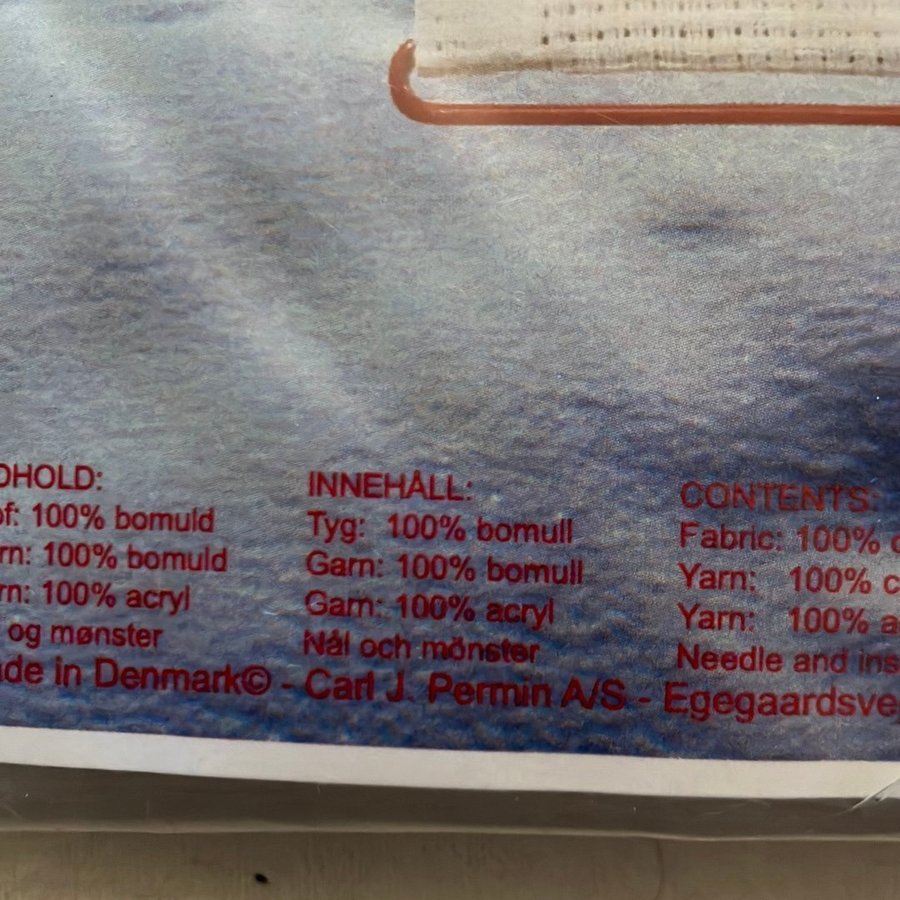 DHOLD:
of: 100% bomuld
rn: 100% bomuld
rn: 100% acryl
og mønster
INNEHÅLL:
Tyg: 100% bomull
Garn: 100% bomull
Garn: 100% acryl
Nål och mönster
CONTENTS:
Fabric: 100% c
Yarn: 100% c
Yarn: 100% a
Needle and ins
ade in Denmark© - Carl J. Permin A/S - Egegaardsve